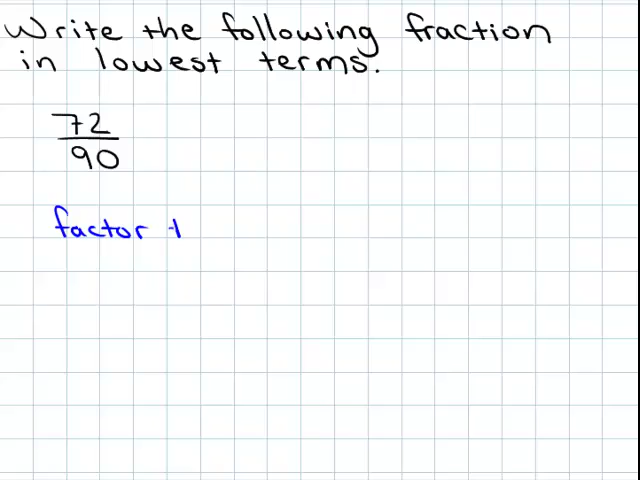 Write the following fraction
in lowest terms.
72
90
factor